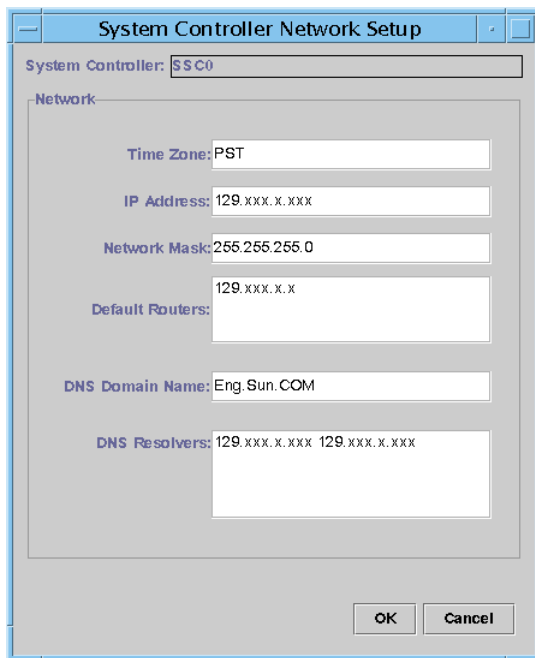 System Controller Network Setup
System Controller: SSC0
Network
Time Zone: PST
IP Address: 129.xxx.x.xxx
Network Mask: 255.255.255.0
Default Routers: 129.xxx.x.x
DNS Domain Name: Eng.Sun.COM
DNS Resolvers: 129.xxx.x.xxx 129.xxx.x.xxx
OK Cancel